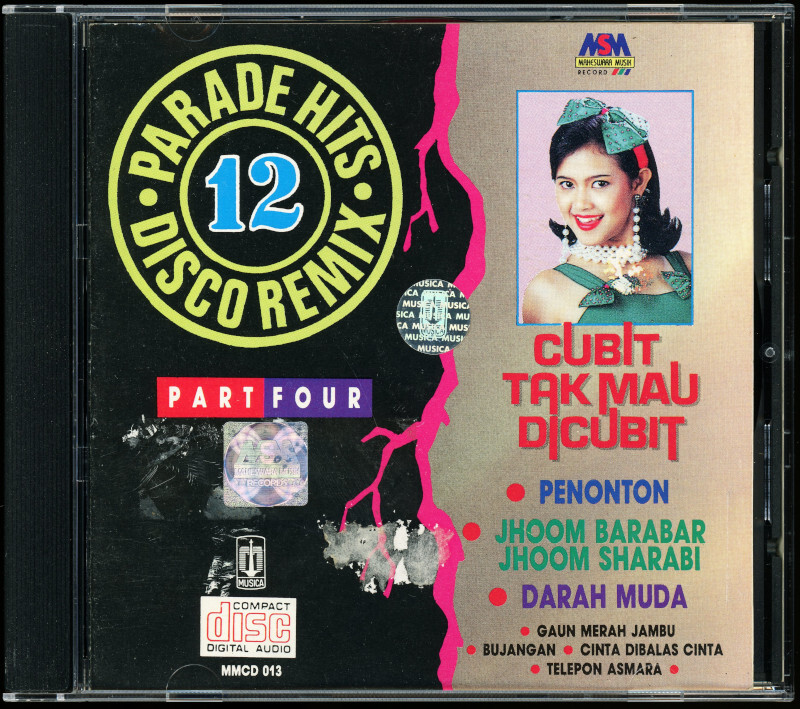 PARADE HITS
12
DISCO REMIX
PART FOUR
MSM
MAHESWARA MUSIK
RECORD
CUBIT
TAK MAU
DICUBIT
• PENONTON
• JHOOM BARABAR
JHOOM SHARABI
• DARAH MUDA
• GAUN MERAH JAMBU
• BUJANGAN • CINTA DIBALAS CINTA
• TELEPON ASMARA •
MUSICA
RECORDS
MUSICA
COMPACT
disc
DIGITAL AUDIO
MMCD 013